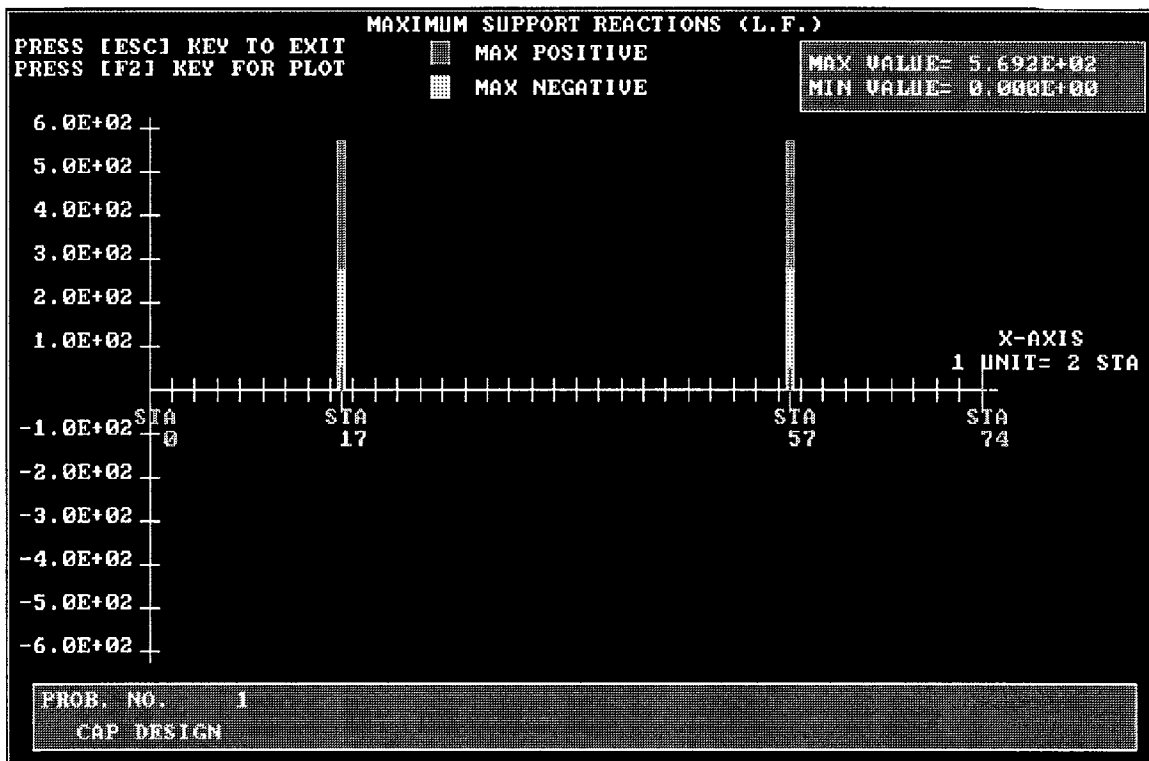 MAXIMUM SUPPORT REACTIONS (L.F.)
PRESS [ESC] KEY TO EXIT
PRESS [F2] KEY FOR PLOT
MAX POSITIVE
MAX NEGATIVE
MAX VALUE= 5.692E+02
MIN VALUE= 0.000E+00
6.0E+02
5.0E+02
4.0E+02
3.0E+02
2.0E+02
1.0E+02
X-AXIS
1 UNIT= 2 STA
STA 0
STA 17
STA 57
STA 74
-1.0E+02
-2.0E+02
-3.0E+02
-4.0E+02
-5.0E+02
-6.0E+02
PROB. NO. 1
CAP DESIGN